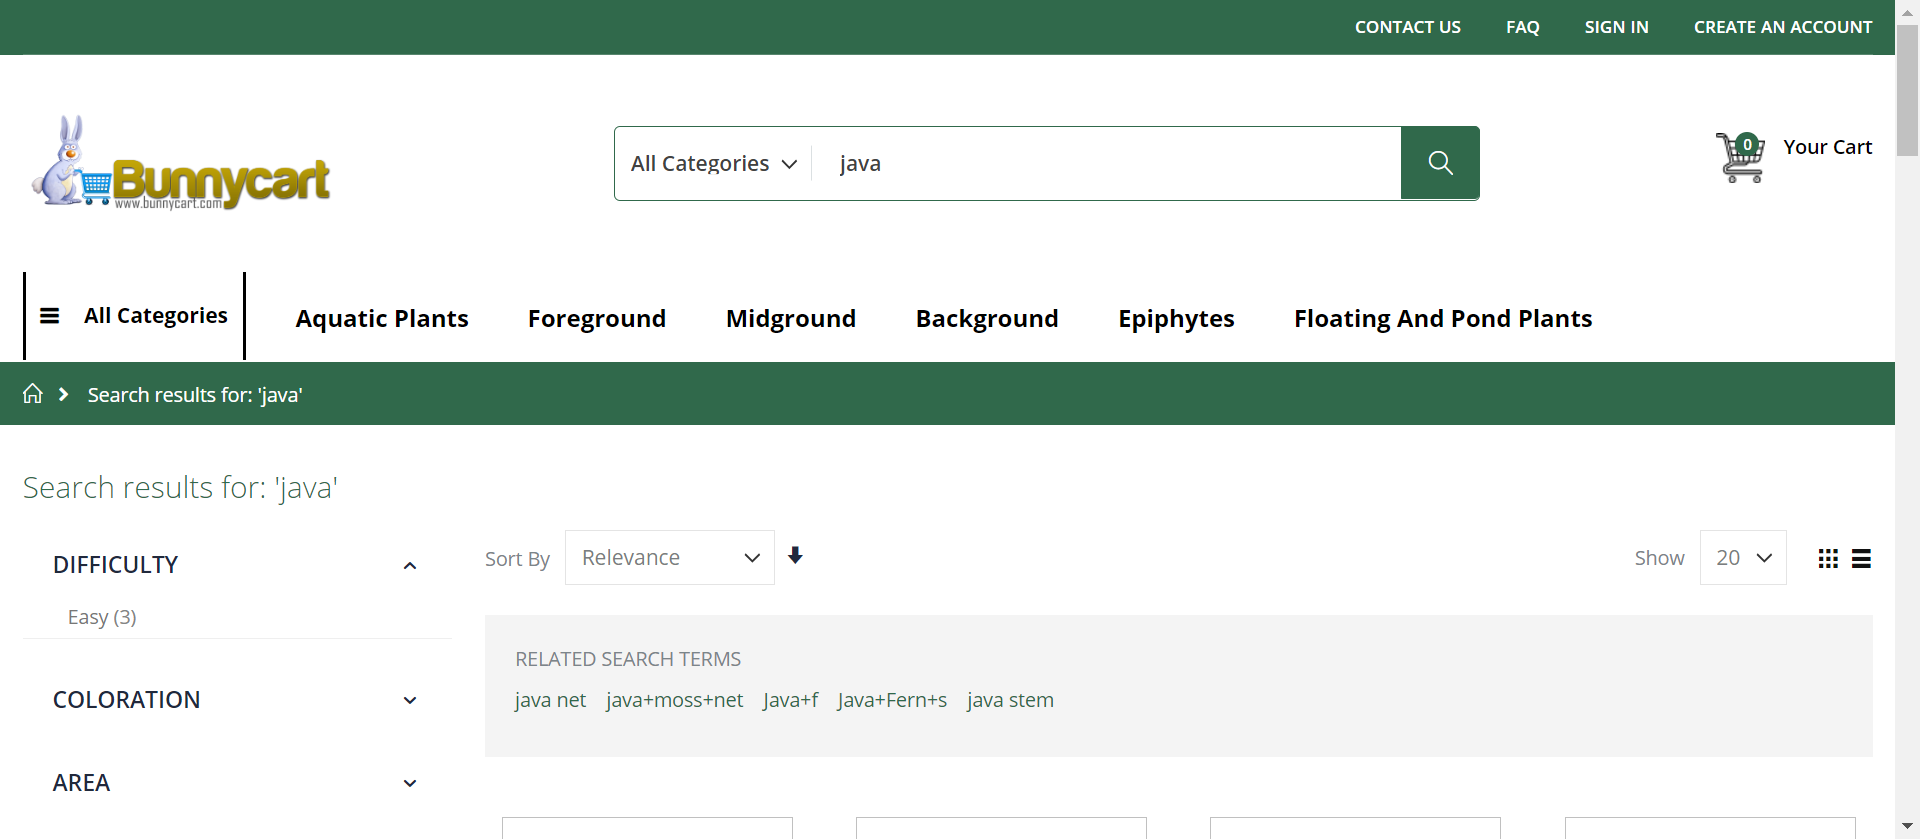 CONTACT US FAQ SIGN IN CREATE AN ACCOUNT
Bunnycart
www.bunnycart.com
All Categories java
0 Your Cart
All Categories Aquatic Plants Foreground Midground Background Epiphytes Floating And Pond Plants
Search results for: 'java'
Search results for: 'java'
DIFFICULTY
Easy (3)
COLORATION
AREA
Sort By Relevance Show 20
RELATED SEARCH TERMS
java net java+moss+net Java+f Java+Fern+s java stem